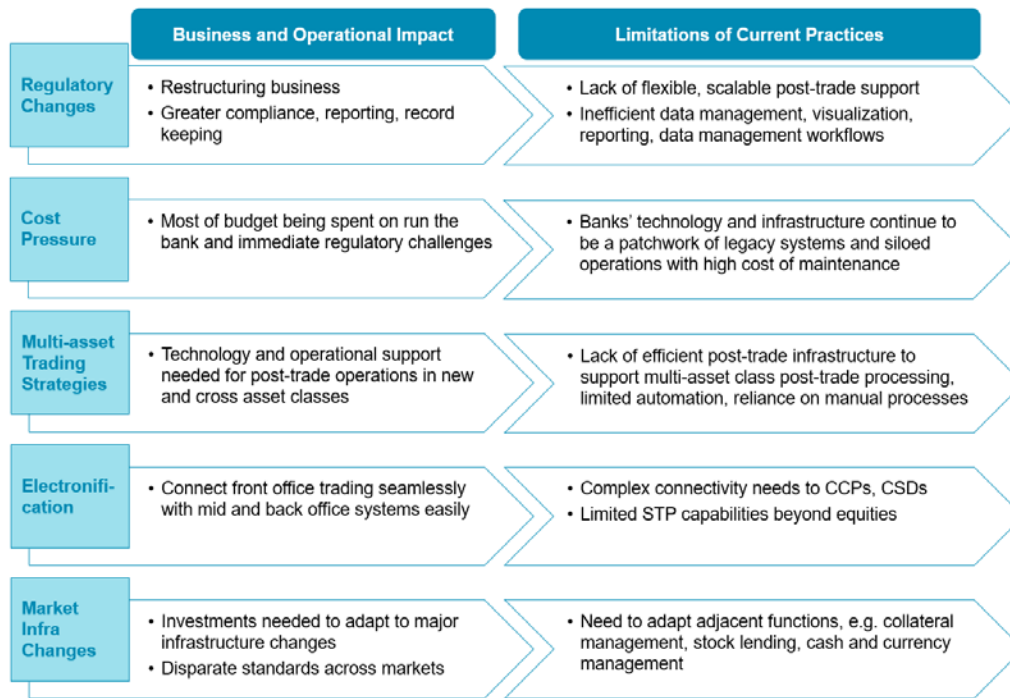 Business and Operational Impact
Limitations of Current Practices
Regulatory
Changes
• Restructuring business
• Greater compliance, reporting, record
keeping
• Lack of flexible, scalable post-trade support
• Inefficient data management, visualization,
reporting, data management workflows
Cost
Pressure
• Most of budget being spent on run the
bank and immediate regulatory challenges
• Banks’ technology and infrastructure continue to
be a patchwork of legacy systems and siloed
operations with high cost of maintenance
Multi-asset
Trading
Strategies
• Technology and operational support
needed for post-trade operations in new
and cross asset classes
• Lack of efficient post-trade infrastructure to
support multi-asset class post-trade processing,
limited automation, reliance on manual processes
Electronifi-
cation
• Connect front office trading seamlessly
with mid and back office systems easily
• Complex connectivity needs to CCPs, CSDs
• Limited STP capabilities beyond equities
Market
Infra
Changes
• Investments needed to adapt to major
infrastructure changes
• Disparate standards across markets
• Need to adapt adjacent functions, e.g. collateral
management, stock lending, cash and currency
management